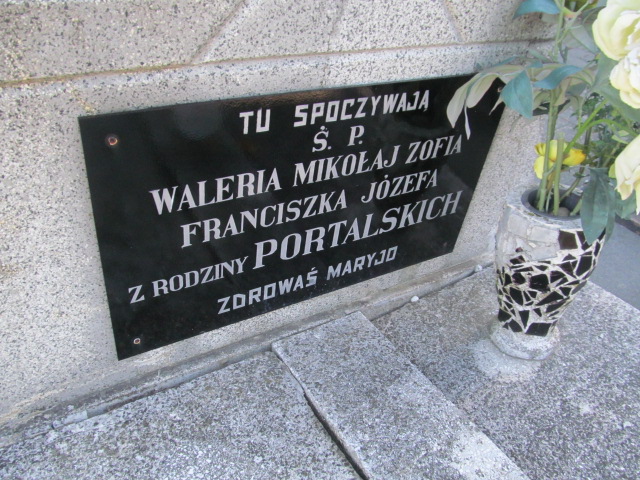 TU SPOCZYWAJĄ
Ś. P.
WALERIA MIKOŁAJ ZOFIA
FRANCISZKA JÓZEFA
Z RODZINY PORTALSKICH
ZDROWAŚ MARYJO